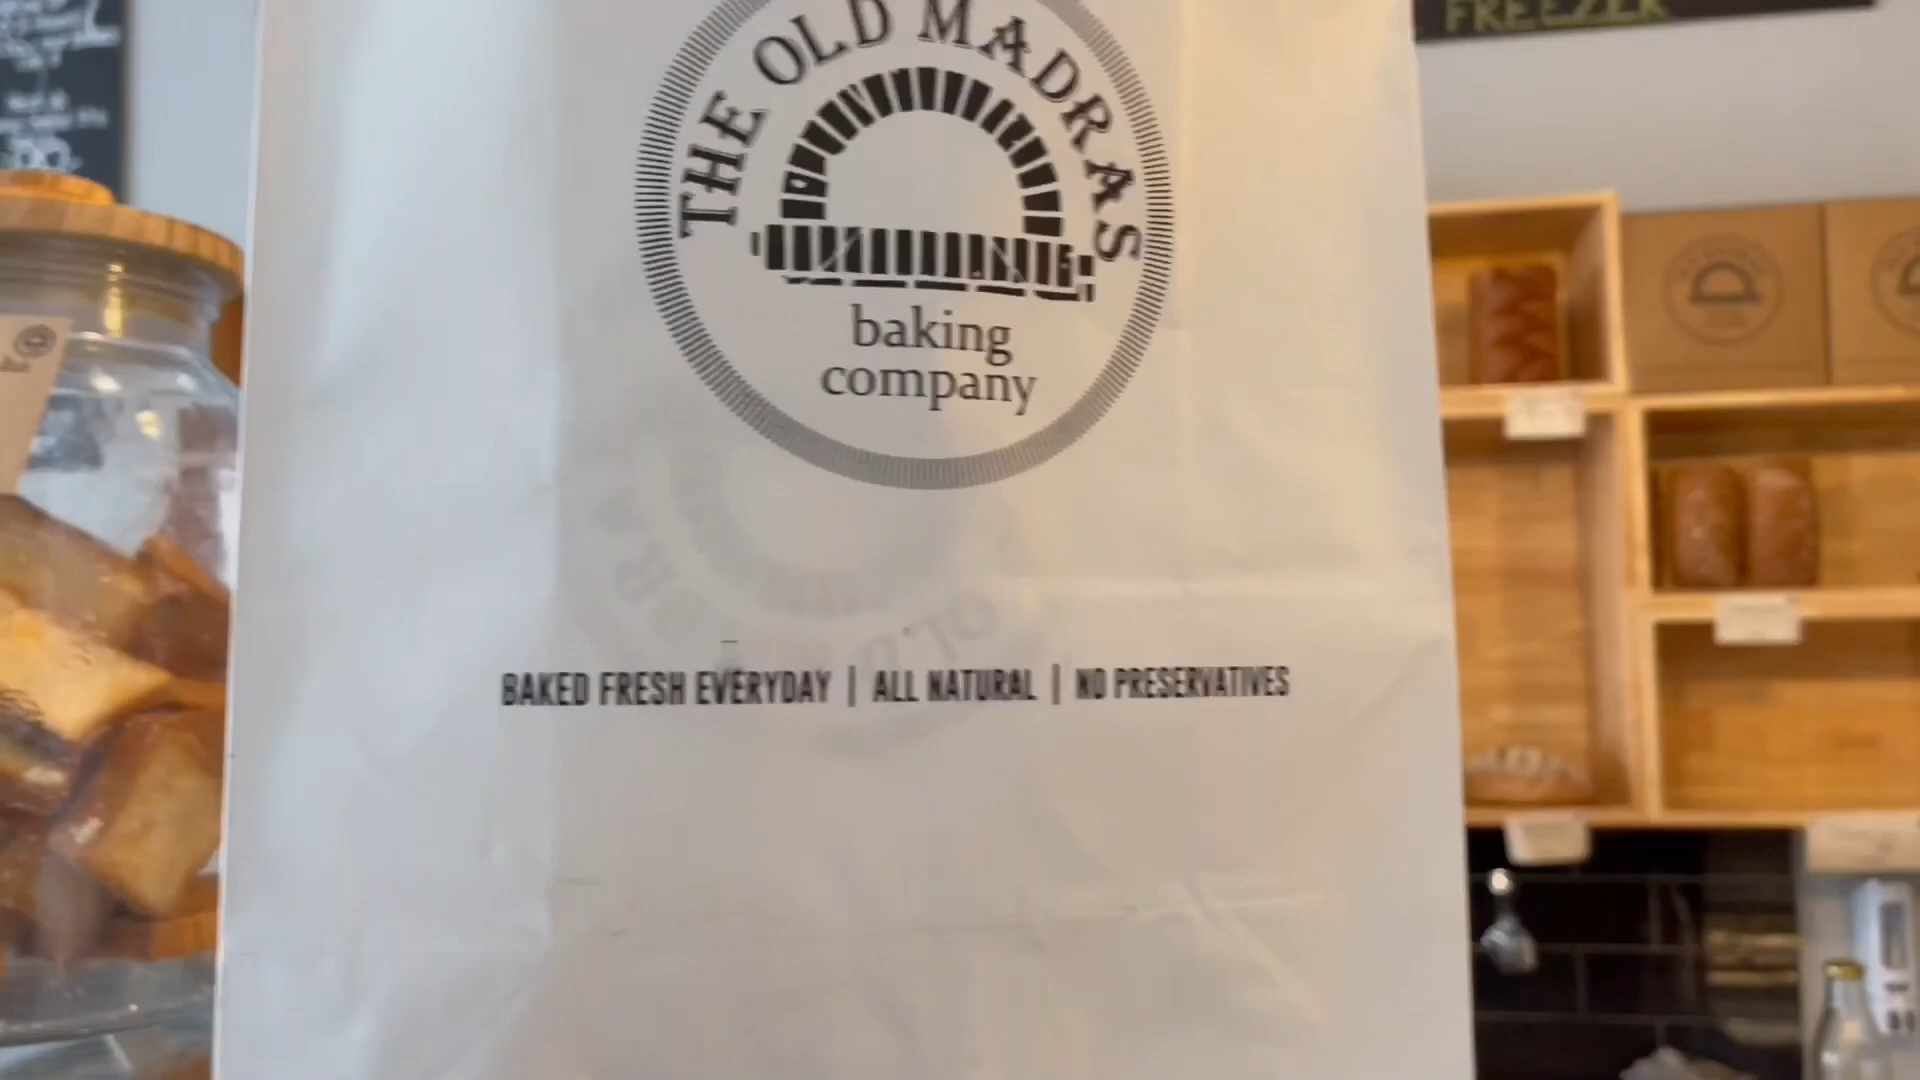 FREEZER
THE OLD MADRAS
baking
company
BAKED FRESH EVERYDAY | ALL NATURAL | NO PRESERVATIVES